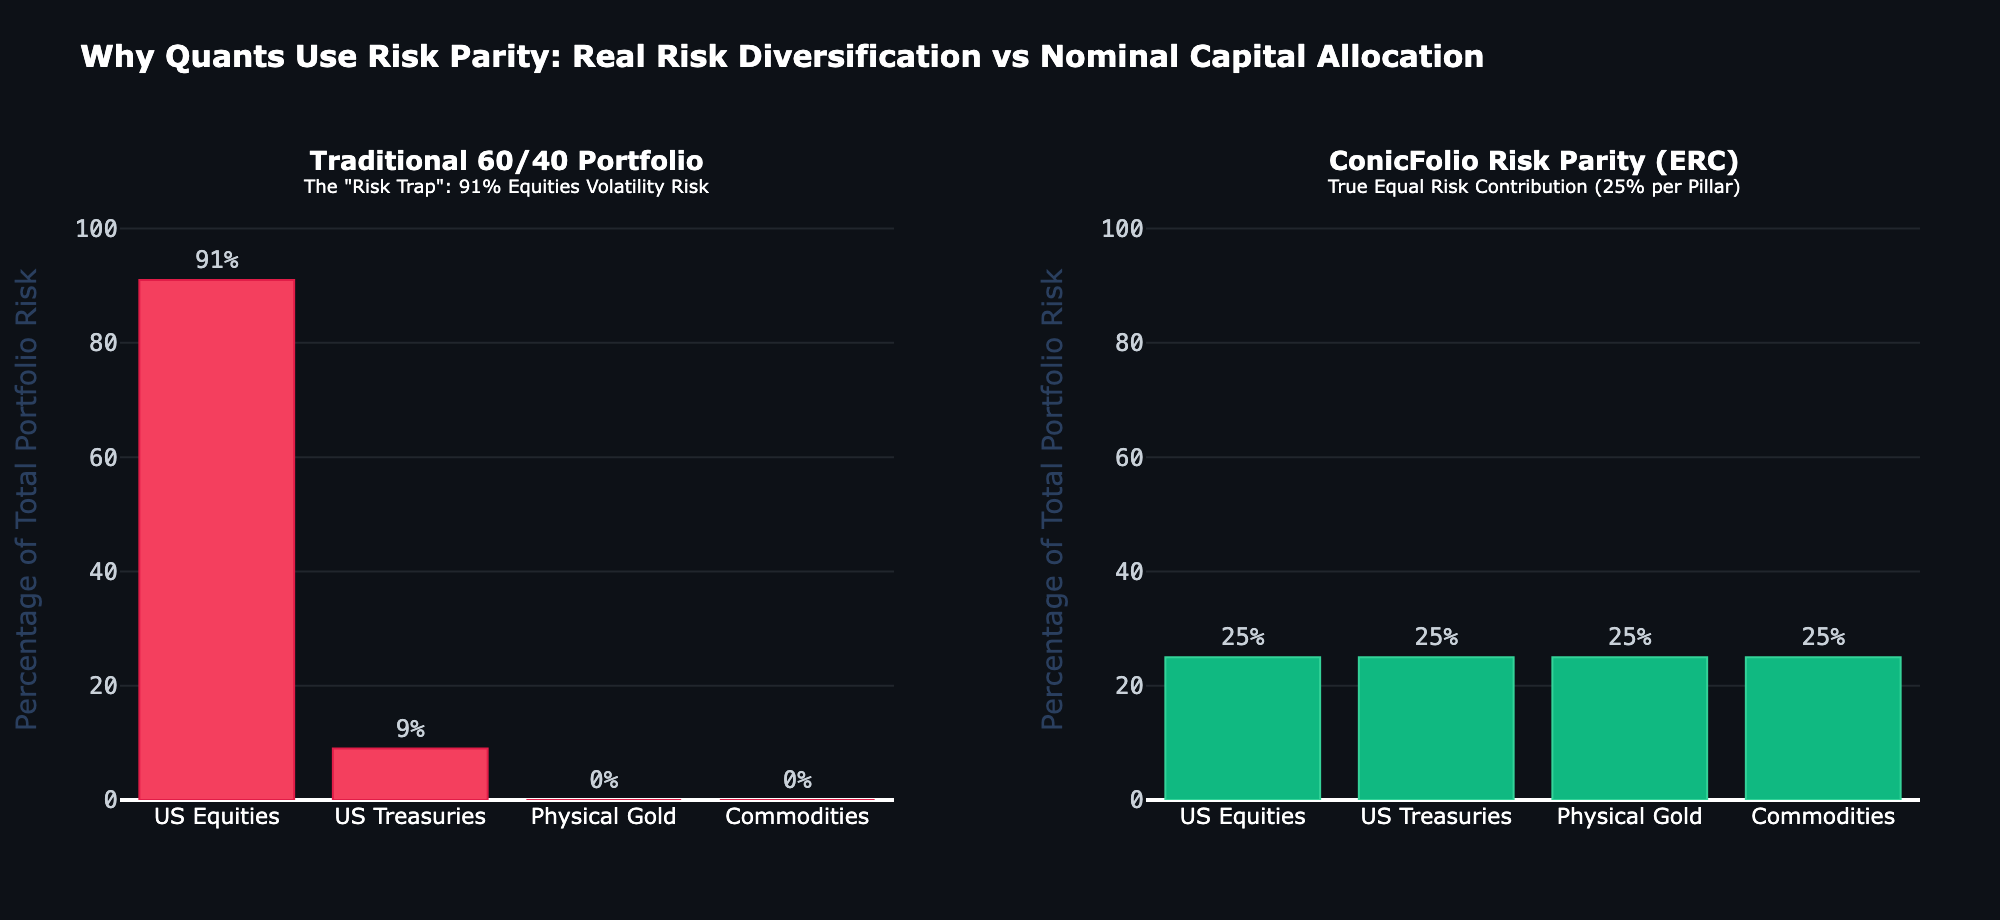 Why Quants Use Risk Parity: Real Risk Diversification vs Nominal Capital Allocation
Traditional 60/40 Portfolio
The "Risk Trap": 91% Equities Volatility Risk
Percentage of Total Portfolio Risk
100
80
60
40
20
0
91%
9%
0%
0%
US Equities
US Treasuries
Physical Gold
Commodities
ConicFolio Risk Parity (ERC)
True Equal Risk Contribution (25% per Pillar)
Percentage of Total Portfolio Risk
100
80
60
40
20
0
25%
25%
25%
25%
US Equities
US Treasuries
Physical Gold
Commodities